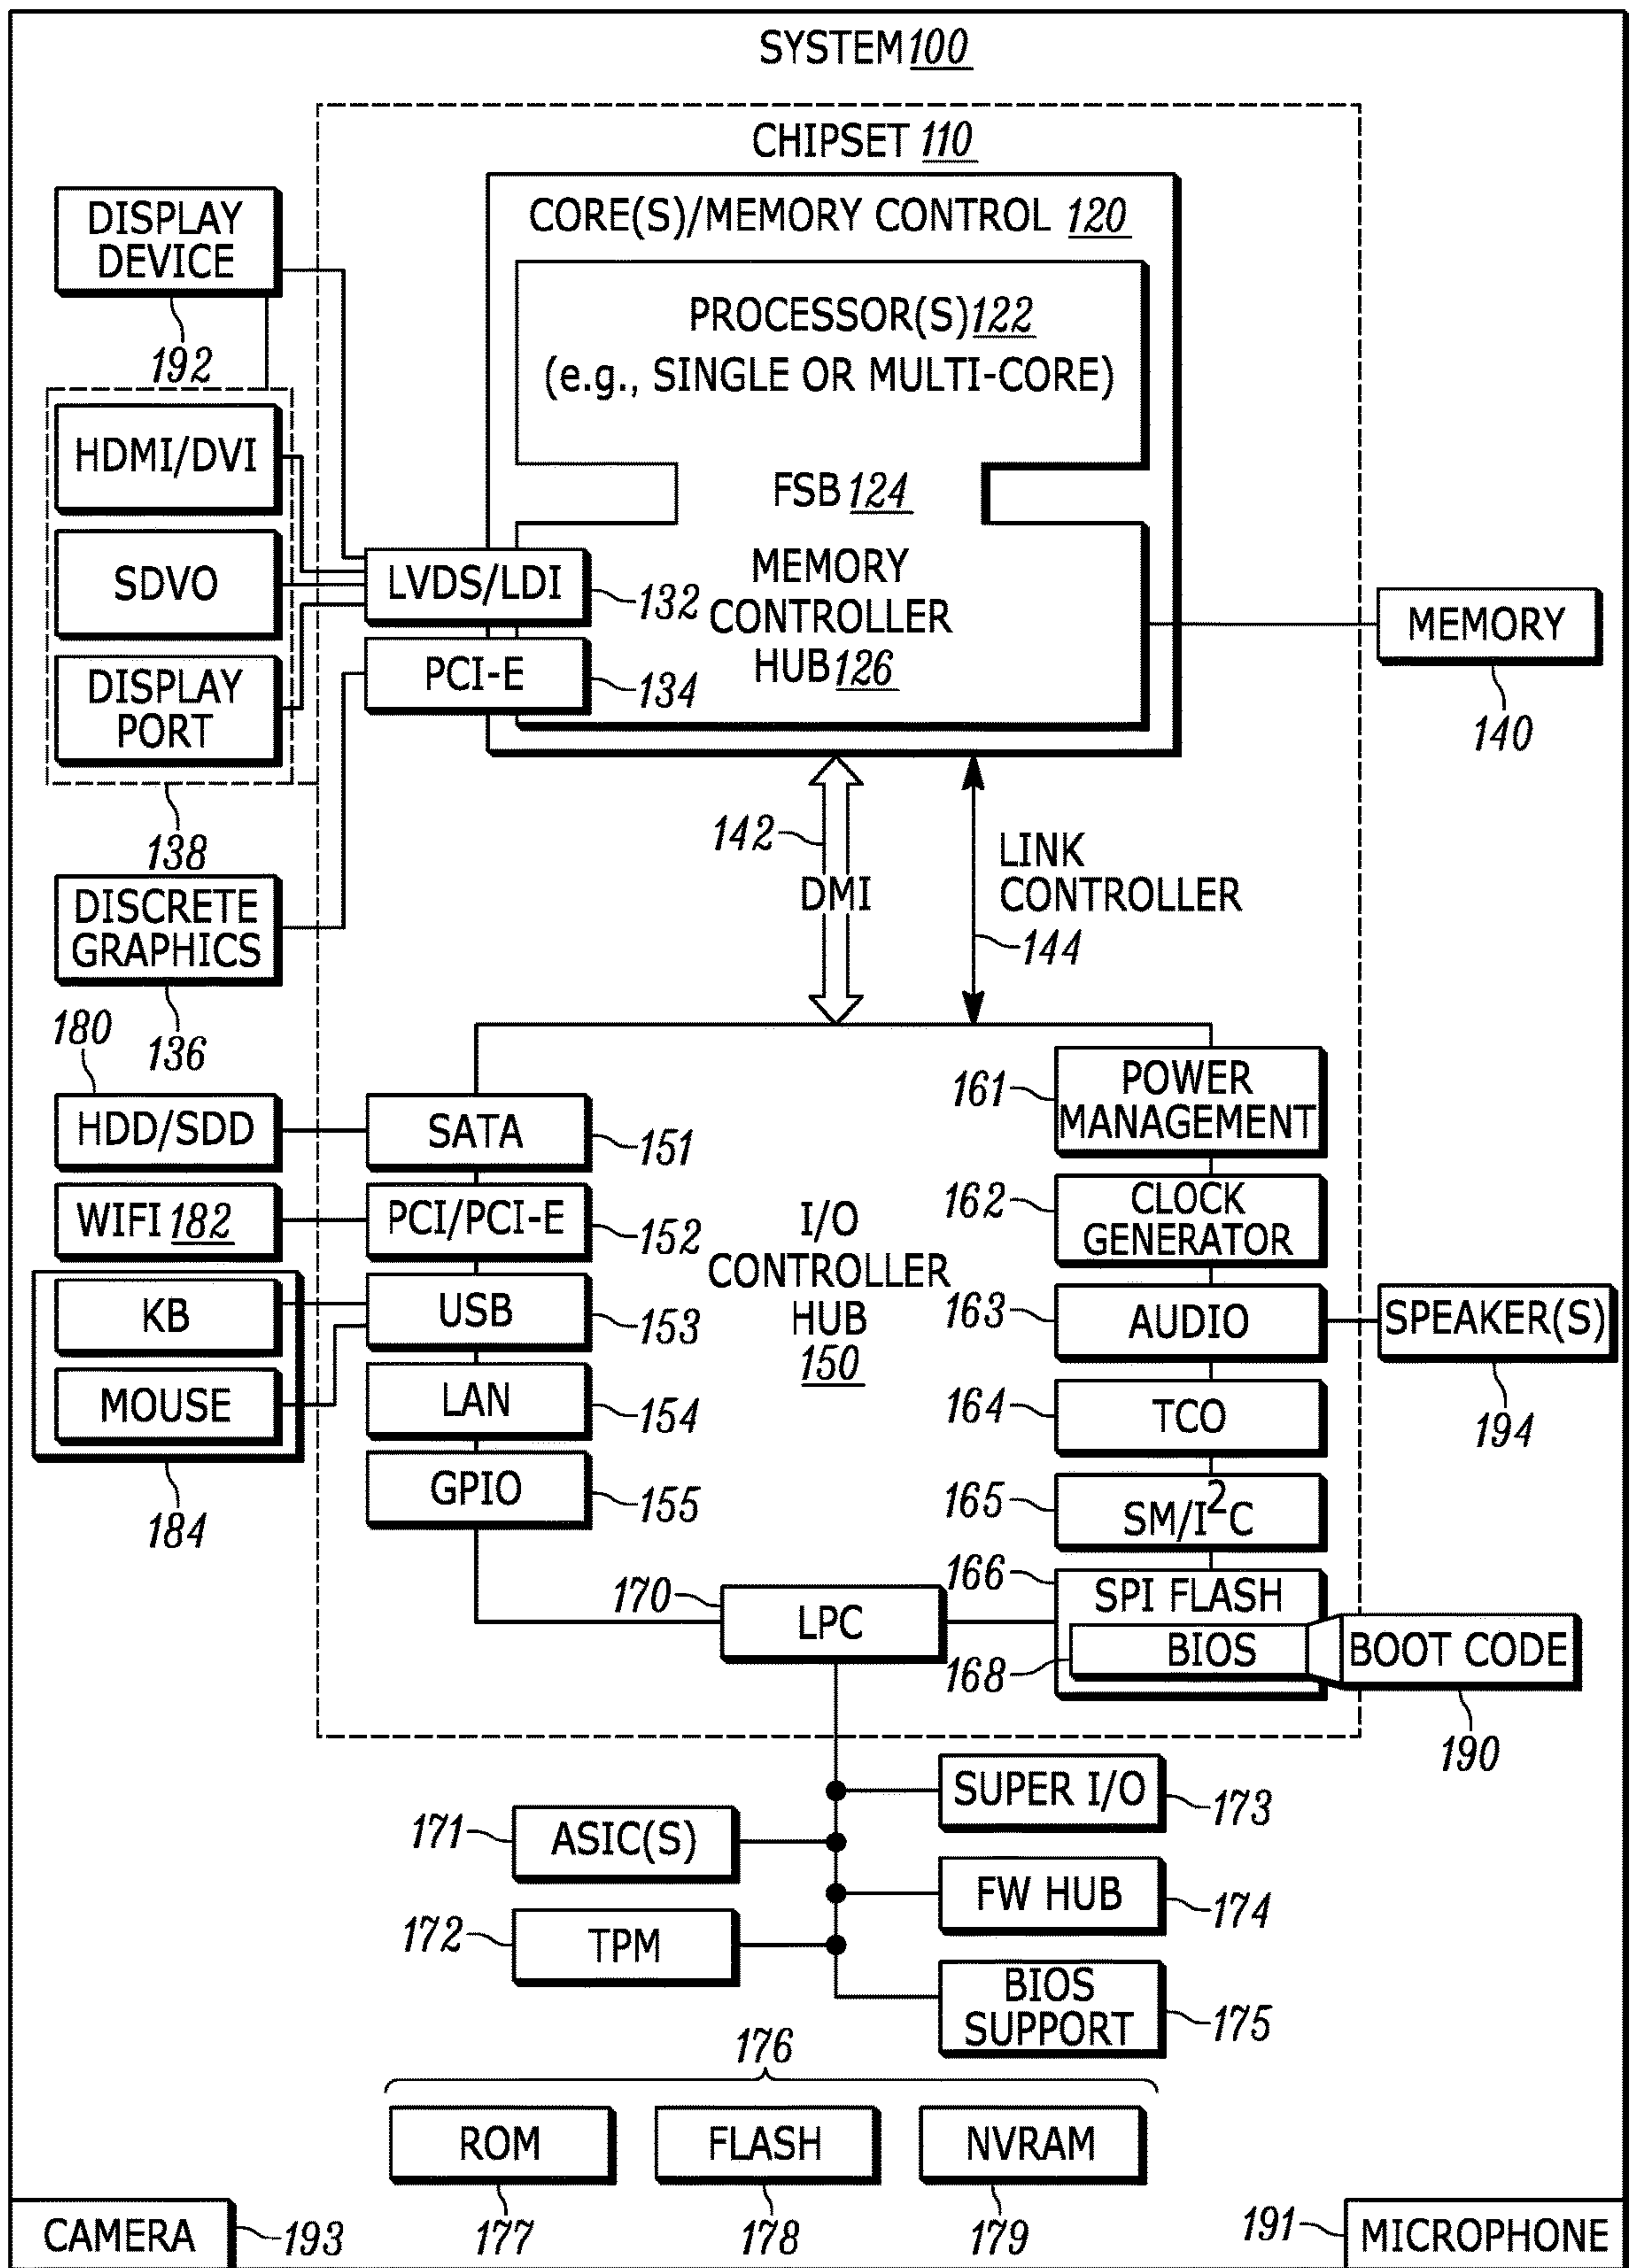 SYSTEM 100
CHIPSET 110
CORE(S)/MEMORY CONTROL 120
PROCESSOR(S) 122
(e.g., SINGLE OR MULTI-CORE)
FSB 124
MEMORY
CONTROLLER
HUB 126
DISPLAY
DEVICE
192
HDMI/DVI
SDVO
DISPLAY
PORT
138
LVDS/LDI
132
PCI-E
134
MEMORY
140
DISCRETE
GRAPHICS
136
142
DMI
LINK
CONTROLLER
144
180
HDD/SDD
WIFI 182
KB
MOUSE
184
SATA
151
PCI/PCI-E
152
USB
153
LAN
154
GPIO
155
I/O
CONTROLLER
HUB
150
161
POWER
MANAGEMENT
162
CLOCK
GENERATOR
163
AUDIO
SPEAKER(S)
194
164
TCO
165
SM/I²C
166
SPI FLASH
168
BIOS
BOOT CODE
190
170
LPC
171
ASIC(S)
172
TPM
SUPER I/O
173
FW HUB
174
BIOS
SUPPORT
175
176
ROM
177
FLASH
178
NVRAM
179
CAMERA
193
191
MICROPHONE